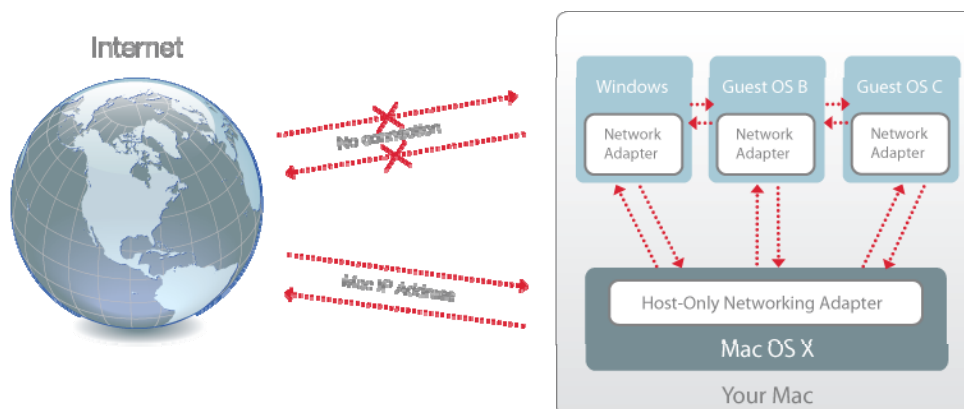 Internet
No connection
Mac IP Address
Windows
Guest OS B
Guest OS C
Network
Adapter
Network
Adapter
Network
Adapter
Host-Only Networking Adapter
Mac OS X
Your Mac